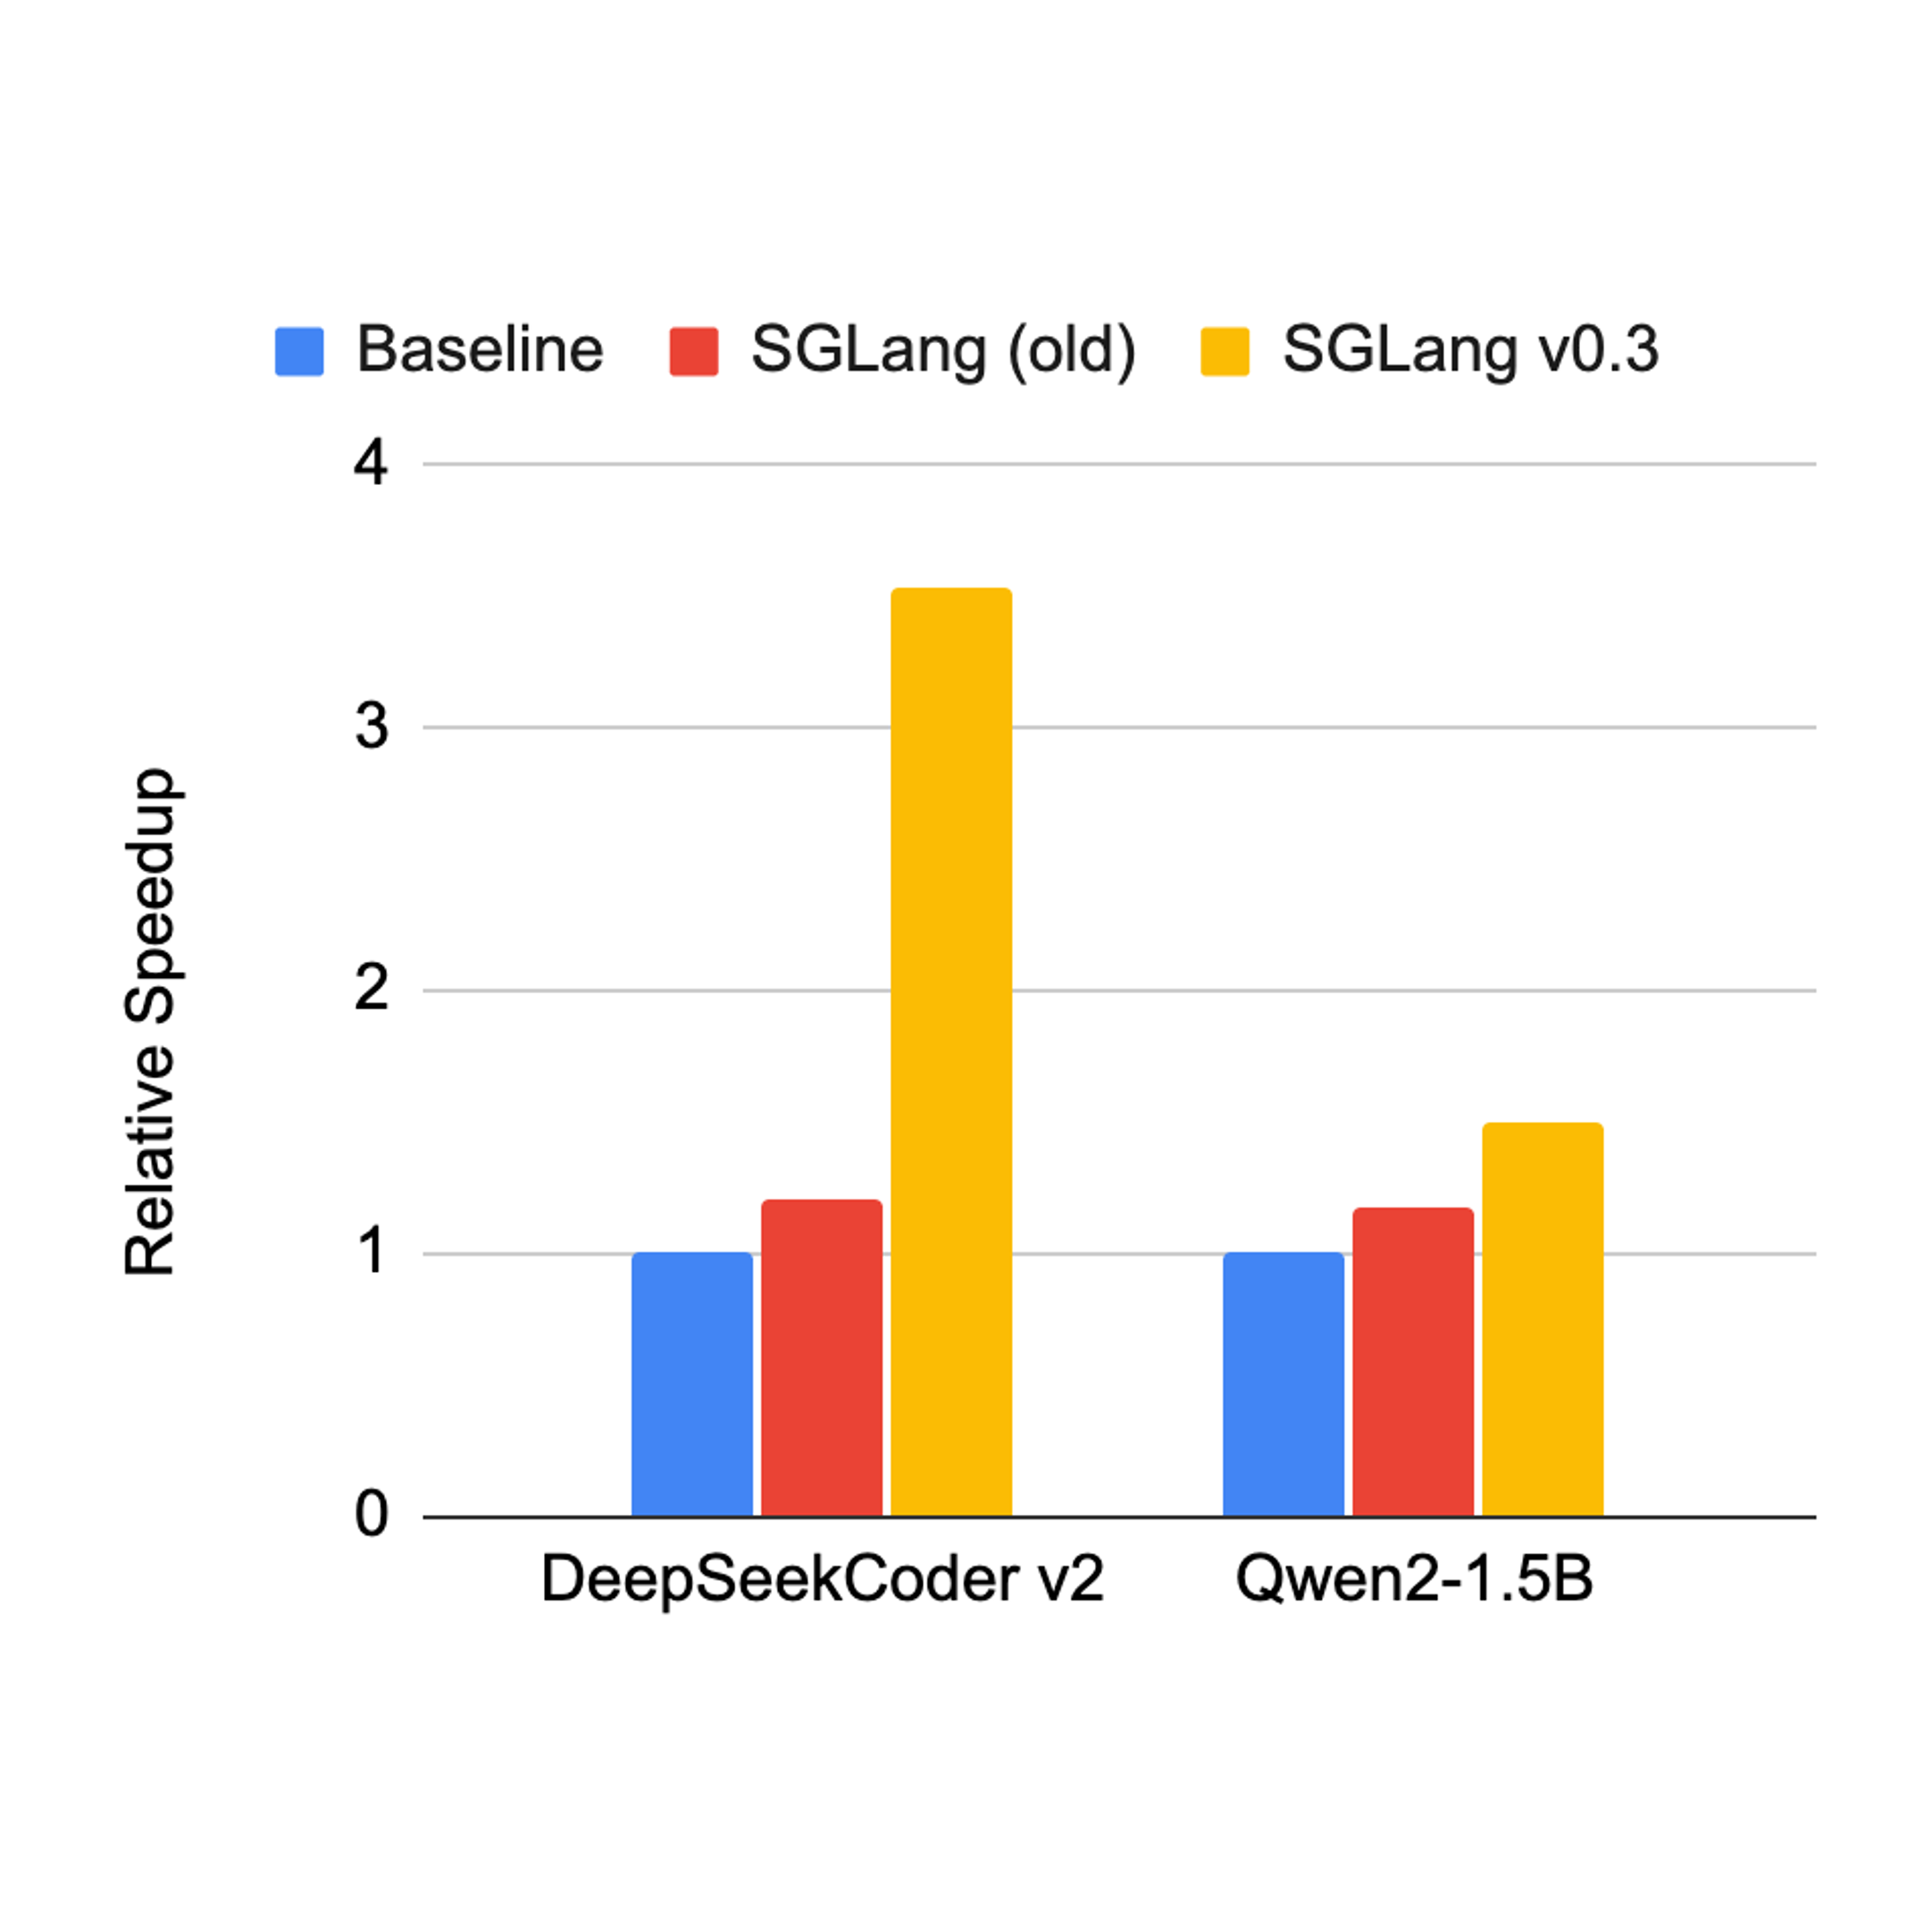 Baseline SGLang (old) SGLang v0.3
4
3
2
1
0
Relative Speedup
DeepSeekCoder v2 Qwen2-1.5B